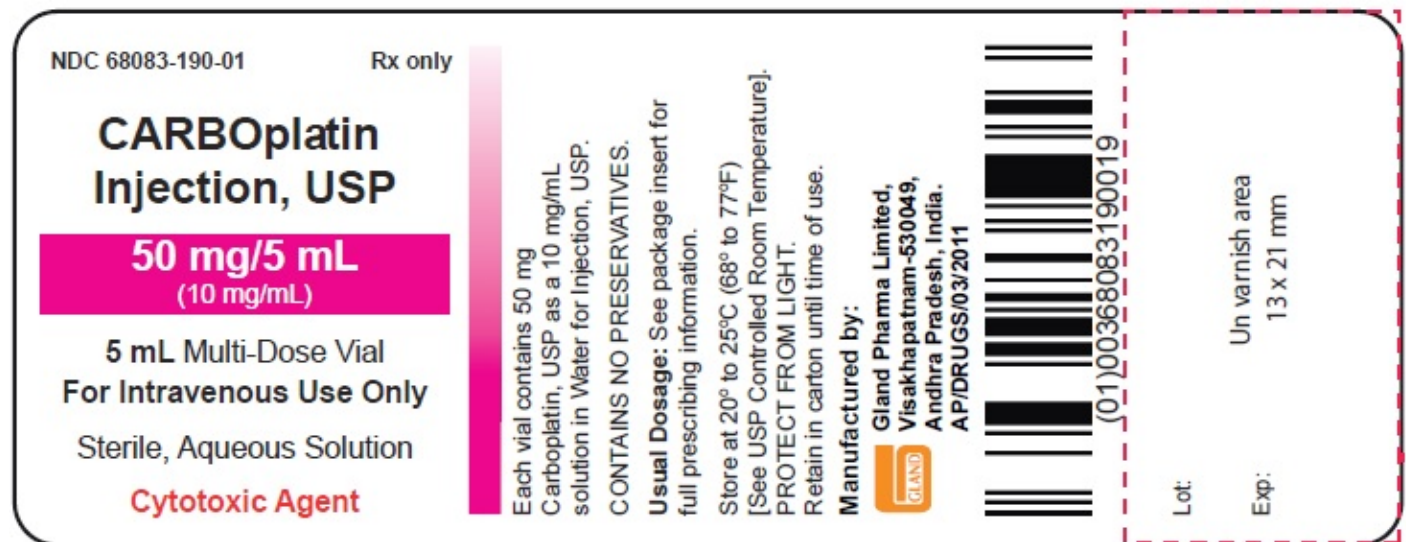 NDC 68083-190-01 Rx only
CARBOplatin
Injection, USP
50 mg/5 mL
(10 mg/mL)
5 mL Multi-Dose Vial
For Intravenous Use Only
Sterile, Aqueous Solution
Cytotoxic Agent
Each vial contains 50 mg
Carboplatin, USP as a 10 mg/mL
solution in Water for Injection, USP.
CONTAINS NO PRESERVATIVES.
Usual Dosage: See package insert for
full prescribing information.
Store at 20º to 25ºC (68º to 77ºF)
[See USP Controlled Room Temperature].
PROTECT FROM LIGHT.
Retain in carton until time of use.
Manufactured by:
GLAND
Gland Phamma Limited,
Visakhapatnam-530049,
Andhra Pradesh, India.
AP/DRUGS/03/2011
(01)00368083190019
Un varnish area
13 x 21 mm
Lot:
Exp: